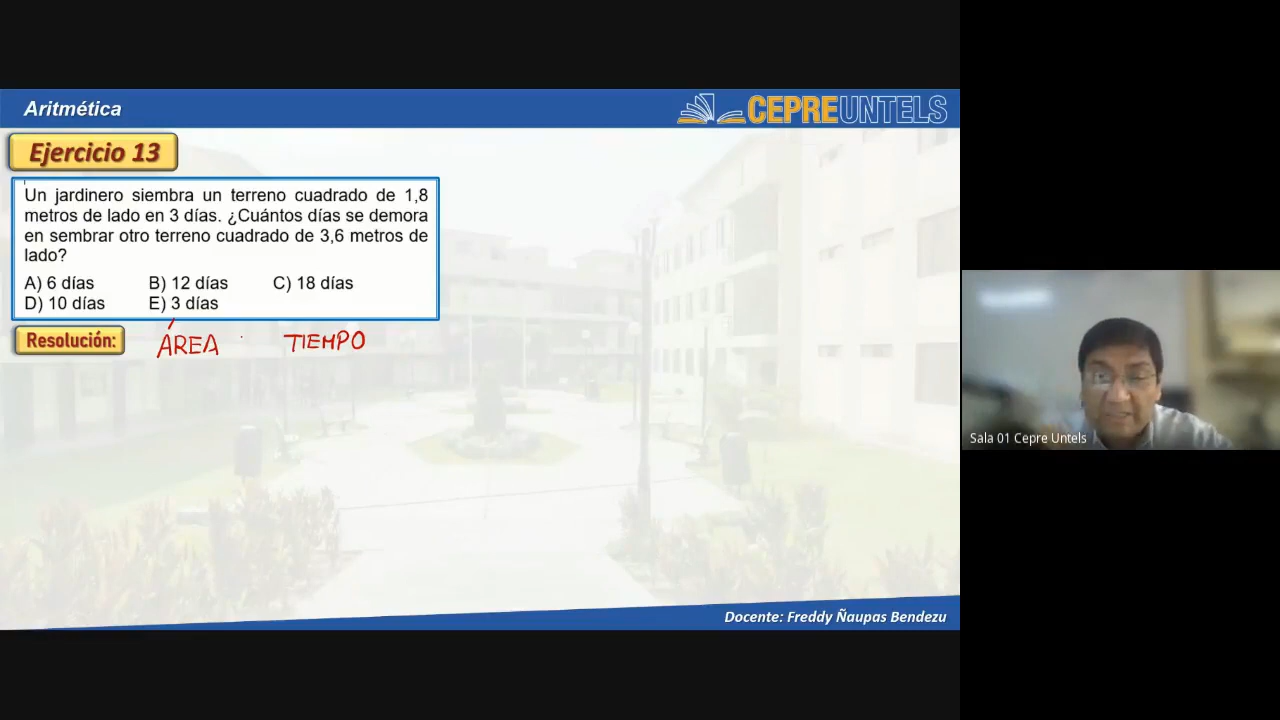 Aritmética
CEPREUNTELS
Ejercicio 13
Un jardinero siembra un terreno cuadrado de 1,8
metros de lado en 3 días. ¿Cuántos días se demora
en sembrar otro terreno cuadrado de 3,6 metros de
lado?
A) 6 días B) 12 días C) 18 días
D) 10 días E) 3 días
Resolución: ÁREA TIEMPO
Sala 01 Cepre Untels
Docente: Freddy Ñaupas Bendezu